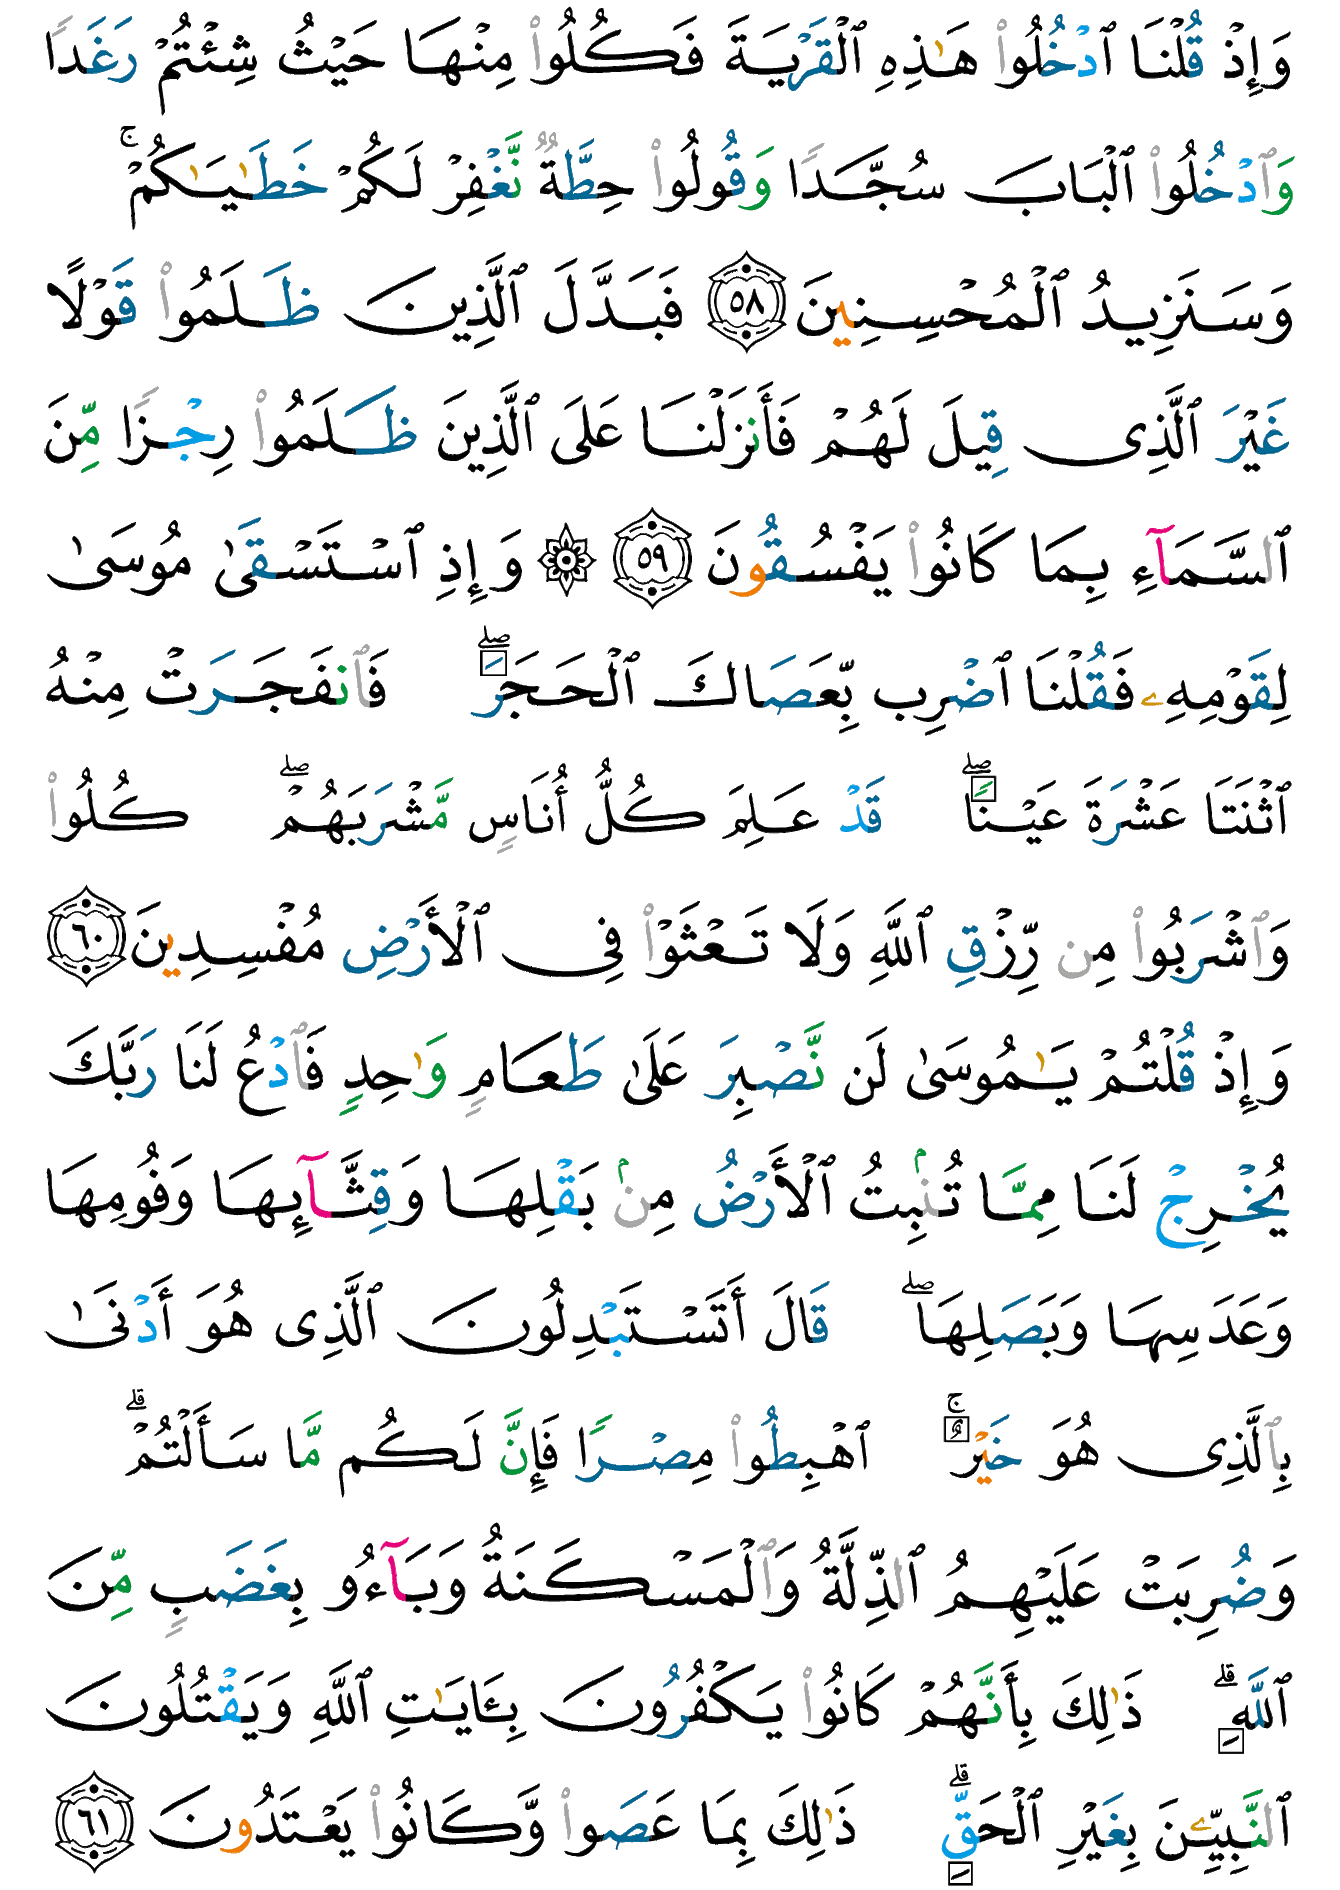 وَإِذْ قُلْنَا ٱدْخُلُوا۟ هَـٰذِهِ ٱلْقَرْيَةَ فَكُلُوا۟ مِنْهَا حَيْثُ شِئْتُمْ رَغَدًا
وَٱدْخُلُوا۟ ٱلْبَابَ سُجَّدًا وَقُولُوا۟ حِطَّةٌ نَّغْفِرْ لَكُمْ خَطَـٰيَـٰكُمْ ۚ
وَسَنَزِيدُ ٱلْمُحْسِنِينَ ٥٨ فَبَدَّلَ ٱلَّذِينَ ظَلَمُوا۟ قَوْلًا
غَيْرَ ٱلَّذِى قِيلَ لَهُمْ فَأَنزَلْنَا عَلَى ٱلَّذِينَ ظَلَمُوا۟ رِجْزًا مِّنَ
ٱلسَّمَآءِ بِمَا كَانُوا۟ يَفْسُقُونَ ٥٩ ۞ وَإِذِ ٱسْتَسْقَىٰ مُوسَىٰ
لِقَوْمِهِۦ فَقُلْنَا ٱضْرِب بِّعَصَاكَ ٱلْحَجَرَ ۖ فَٱنفَجَرَتْ مِنْهُ
ٱثْنَتَا عَشْرَةَ عَيْنًا ۖ قَدْ عَلِمَ كُلُّ أُنَاسٍ مَّشْرَبَهُمْ ۖ كُلُوا۟
وَٱشْرَبُوا۟ مِن رِّزْقِ ٱللَّهِ وَلَا تَعْثَوْا۟ فِى ٱلْأَرْضِ مُفْسِدِينَ ٦٠
وَإِذْ قُلْتُمْ يَـٰمُوسَىٰ لَن نَّصْبِرَ عَلَىٰ طَعَامٍ وَٰحِدٍ فَٱدْعُ لَنَا رَبَّكَ
يُخْرِجْ لَنَا مِمَّا تُنۢبِتُ ٱلْأَرْضُ مِنۢ بَقْلِهَا وَقِثَّآئِهَا وَفُومِهَا
وَعَدَسِهَا وَبَصَلِهَا ۖ قَالَ أَتَسْتَبْدِلُونَ ٱلَّذِى هُوَ أَدْنَىٰ
بِٱلَّذِى هُوَ خَيْرٌ ۚ ٱهْبِطُوا۟ مِصْرًا فَإِنَّ لَكُم مَّا سَأَلْتُمْ ۗ
وَضُرِبَتْ عَلَيْهِمُ ٱلذِّلَّةُ وَٱلْمَسْكَنَةُ وَبَآءُو بِغَضَبٍ مِّنَ
ٱللَّهِ ۗ ذَٰلِكَ بِأَنَّهُمْ كَانُوا۟ يَكْفُرُونَ بِـَٔايَـٰتِ ٱللَّهِ وَيَقْتُلُونَ
ٱلنَّبِيِّـۧنَ بِغَيْرِ ٱلْحَقِّ ۗ ذَٰلِكَ بِمَا عَصَوا۟ وَّكَانُوا۟ يَعْتَدُونَ ٦١